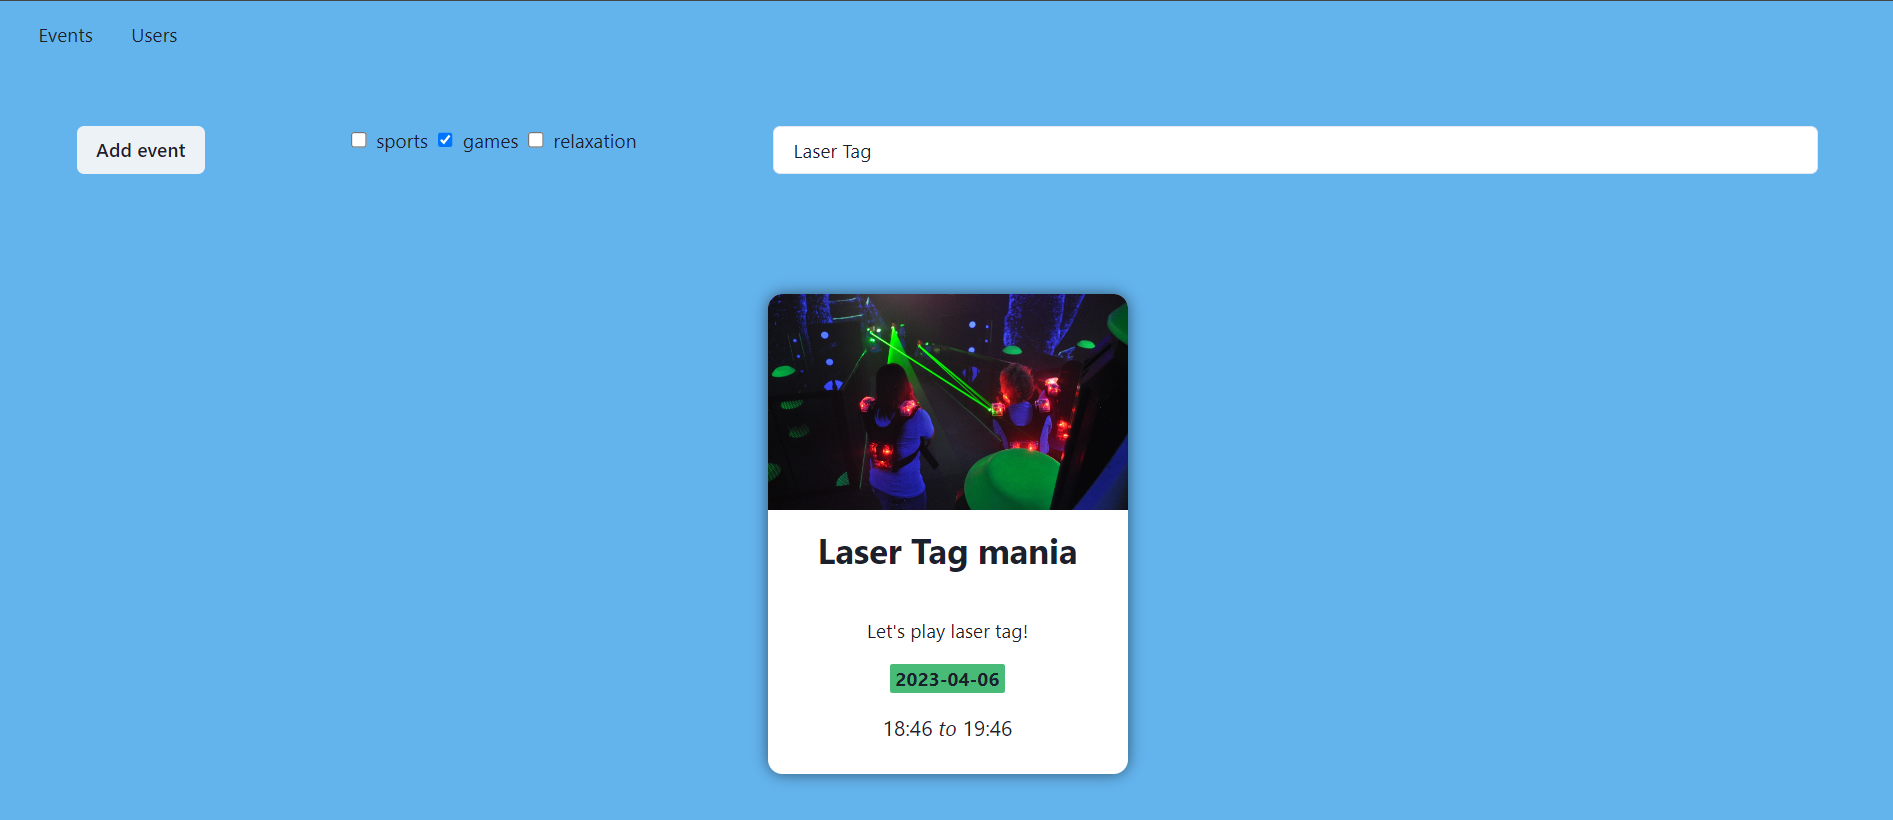 Events Users
Add event
sports games relaxation
Laser Tag
Laser Tag mania
Let's play laser tag!
2023-04-06
18:46 to 19:46